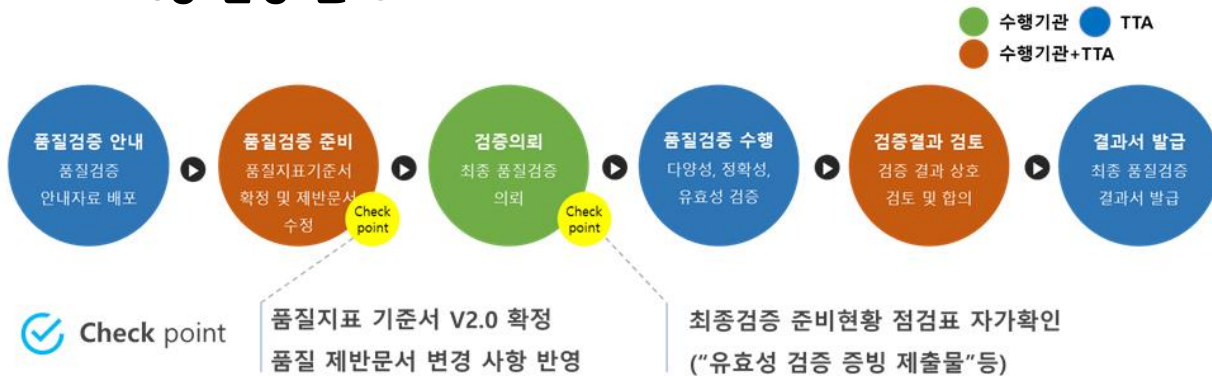 수행기관 TTA
수행기관+TTA
품질검증 안내
품질검증
안내자료 배포
품질검증 준비
품질지표기준서
확정 및 제반문서
수정
Check
point
검증의뢰
최종 품질검증
의뢰
Check
point
품질검증 수행
다양성, 정확성,
유효성 검증
검증결과 검토
검증 결과 상호
검토 및 합의
결과서 발급
최종 품질검증
결과서 발급
Check point
품질지표 기준서 V2.0 확정
품질 제반문서 변경 사항 반영
최종검증 준비현황 점검표 자가확인
("유효성 검증 증빙 제출물"등)